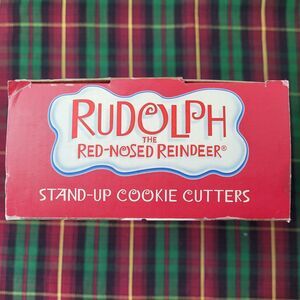 RUDOLPH
THE
RED-NOSED REINDEER®
STAND-UP COOKIE CUTTERS